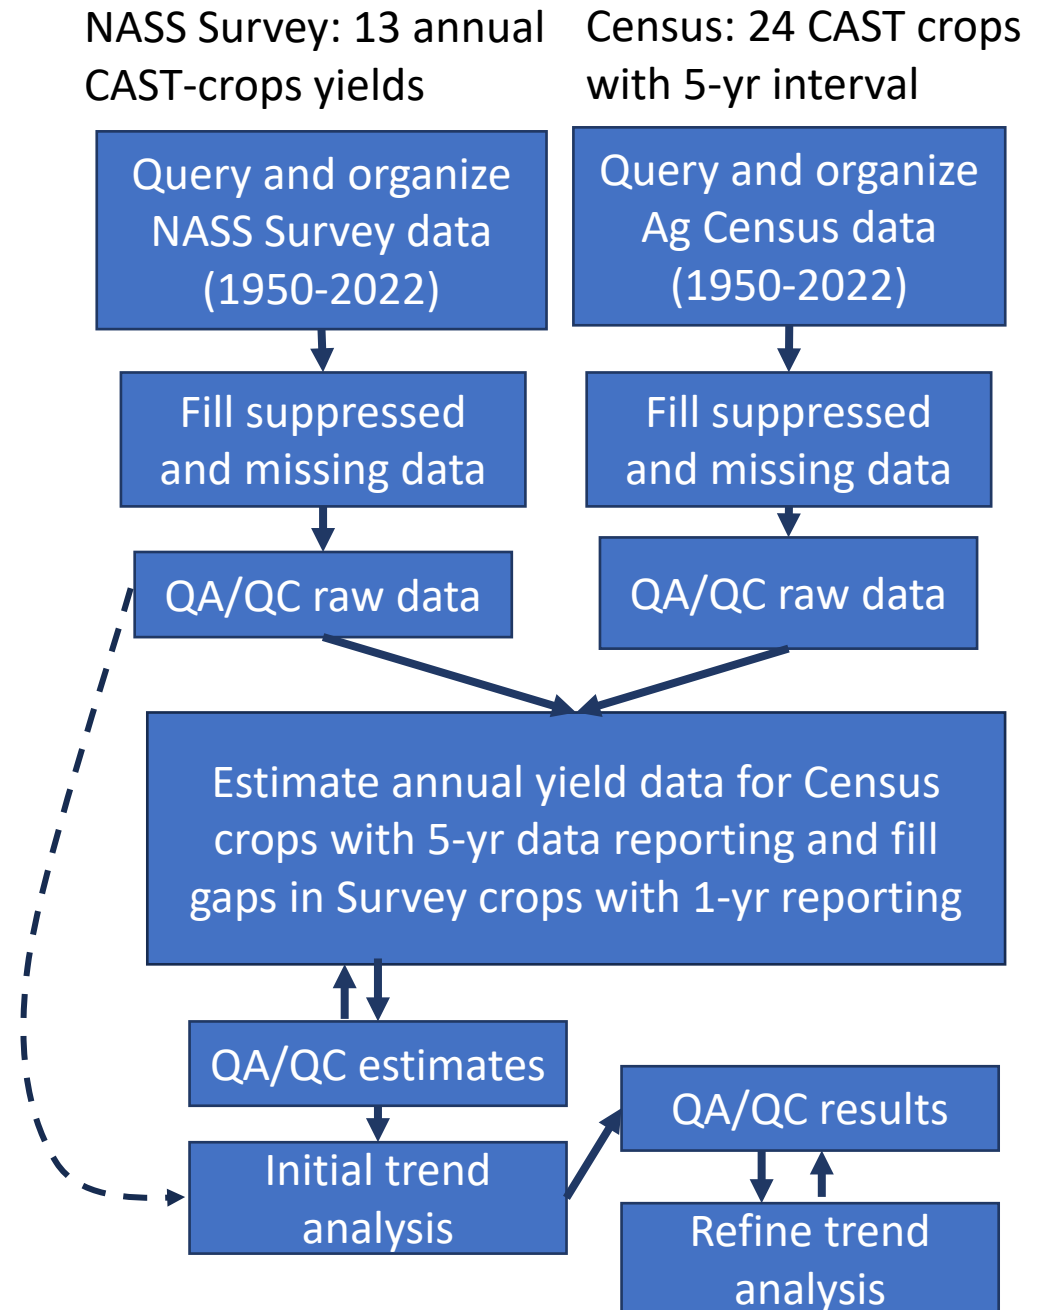 NASS Survey: 13 annual
CAST-crops yields
Census: 24 CAST crops
with 5-yr interval
Query and organize
NASS Survey data
(1950-2022)
Query and organize
Ag Census data
(1950-2022)
Fill suppressed
and missing data
Fill suppressed
and missing data
QA/QC raw data
QA/QC raw data
Estimate annual yield data for Census
crops with 5-yr data reporting and fill
gaps in Survey crops with 1-yr reporting
QA/QC estimates
Initial trend
analysis
QA/QC results
Refine trend
analysis